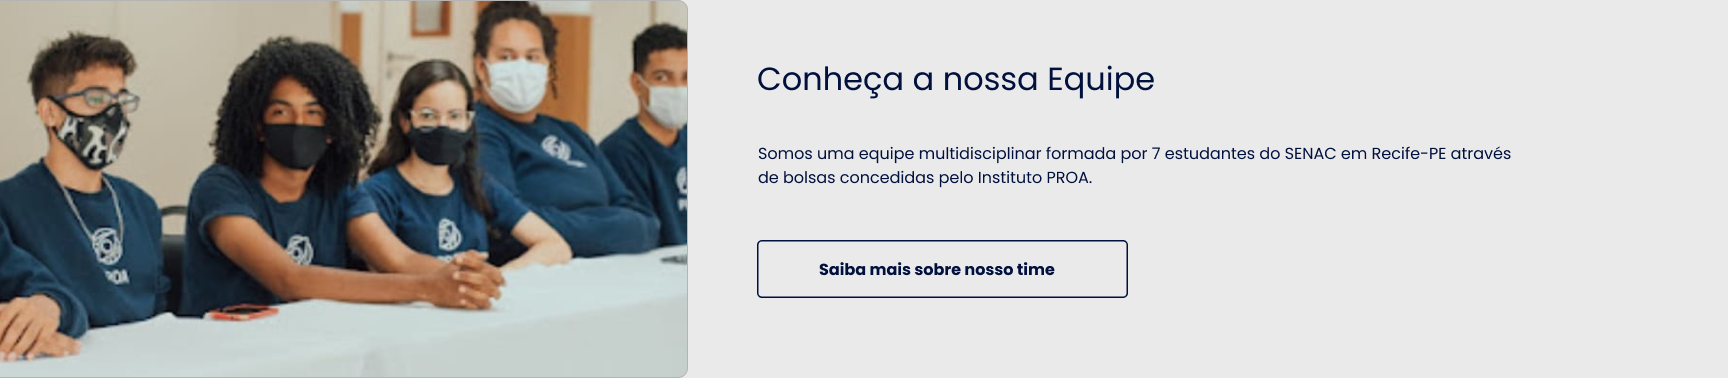 Conheça a nossa Equipe
Somos uma equipe multidisciplinar formada por 7 estudantes do SENAC em Recife-PE através
de bolsas concedidas pelo Instituto PROA.
Saiba mais sobre nosso time